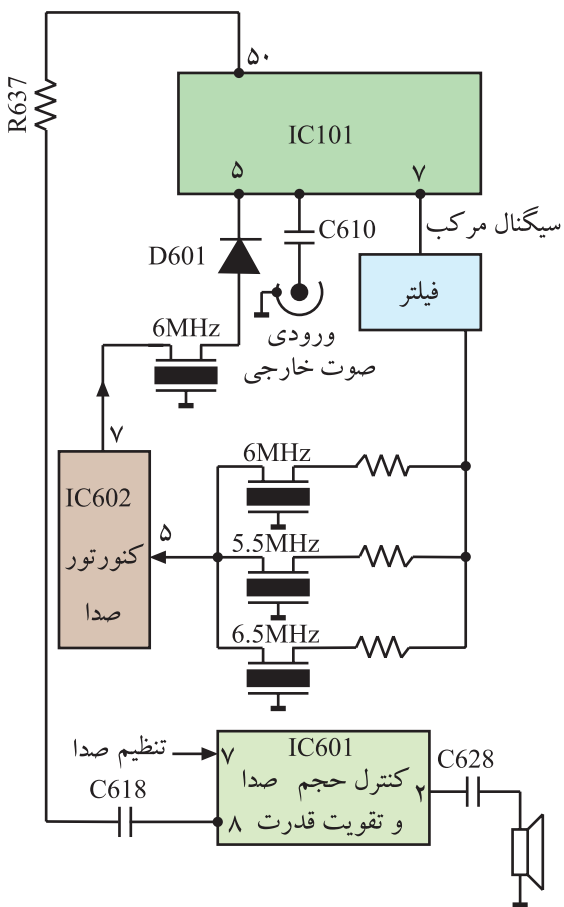 ۵۰
R637
IC101
۵
۷
C610
سیگنال مرکب
D601
فیلتر
ورودی
صوت خارجی
6MHz
۷
6MHz
IC602
۵
کنورتور
صدا
5.5MHz
6.5MHz
تنظیم صدا
۷
IC601
C628
کنترل حجم صدا
۲
C618
۸
و تقویت قدرت